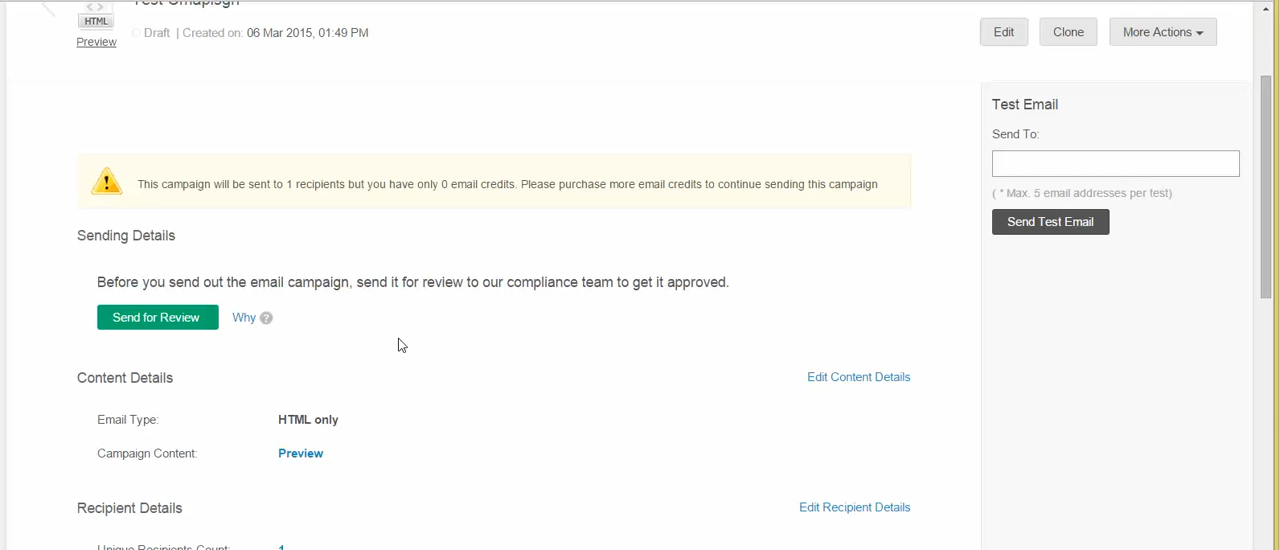 HTML
Preview
Draft | Created on: 06 Mar 2015, 01:49 PM
Edit
Clone
More Actions
Test Email
Send To:
( * Max. 5 email addresses per test)
Send Test Email
This campaign will be sent to 1 recipients but you have only 0 email credits. Please purchase more email credits to continue sending this campaign
Sending Details
Before you send out the email campaign, send it for review to our compliance team to get it approved.
Send for Review
Why ?
Content Details
Edit Content Details
Email Type: HTML only
Campaign Content: Preview
Recipient Details
Edit Recipient Details
Unique Recipients Count: 1